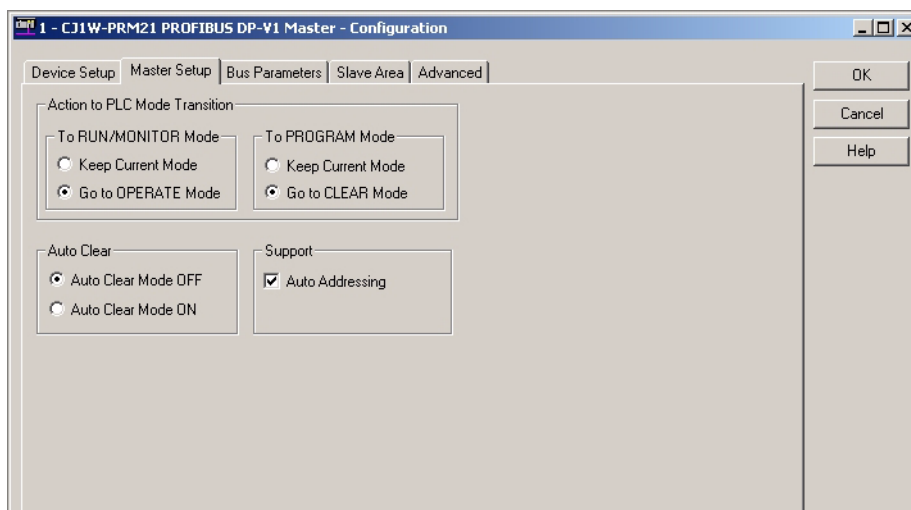 1 - CJ1W-PRM21 PROFIBUS DP-V1 Master - Configuration
Device Setup Master Setup Bus Parameters Slave Area Advanced
OK
Cancel
Help
Action to PLC Mode Transition
To RUN/MONITOR Mode
Keep Current Mode
Go to OPERATE Mode
To PROGRAM Mode
Keep Current Mode
Go to CLEAR Mode
Auto Clear
Auto Clear Mode OFF
Auto Clear Mode ON
Support
Auto Addressing